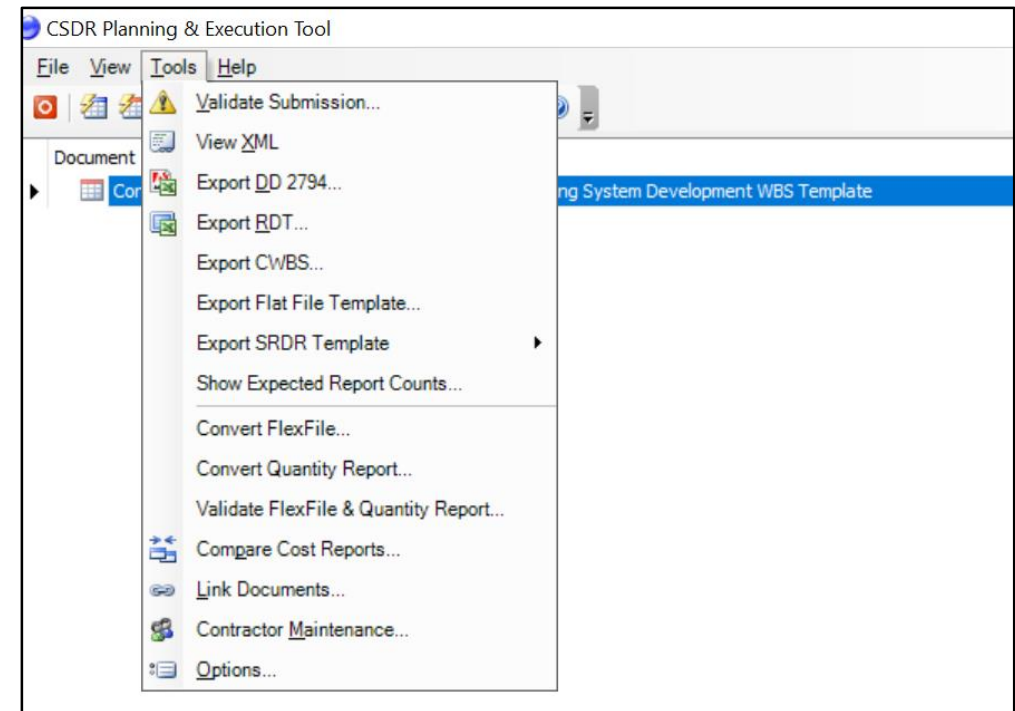 CSDR Planning & Execution Tool
File View Tools Help
Validate Submission...
View XML
Document
Export DD 2794...
ng System Development WBS Template
Export RDT...
Export CWBS...
Export Flat File Template...
Export SRDR Template
Show Expected Report Counts...
Convert FlexFile...
Convert Quantity Report...
Validate FlexFile & Quantity Report...
Compare Cost Reports...
Link Documents...
Contractor Maintenance...
Options...